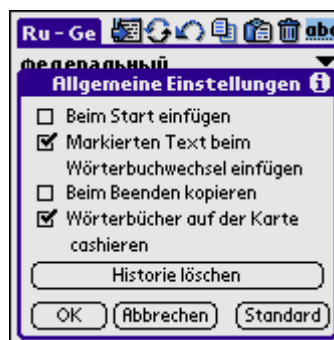 Ru - Ge abc
федеральный
Allgemeine Einstellungen i
Beim Start einfügen
Markierten Text beim
Wörterbuchwechsel einfügen
Beim Beenden kopieren
Wörterbücher auf der Karte
cashieren
Historie löschen
OK Abbrechen Standard